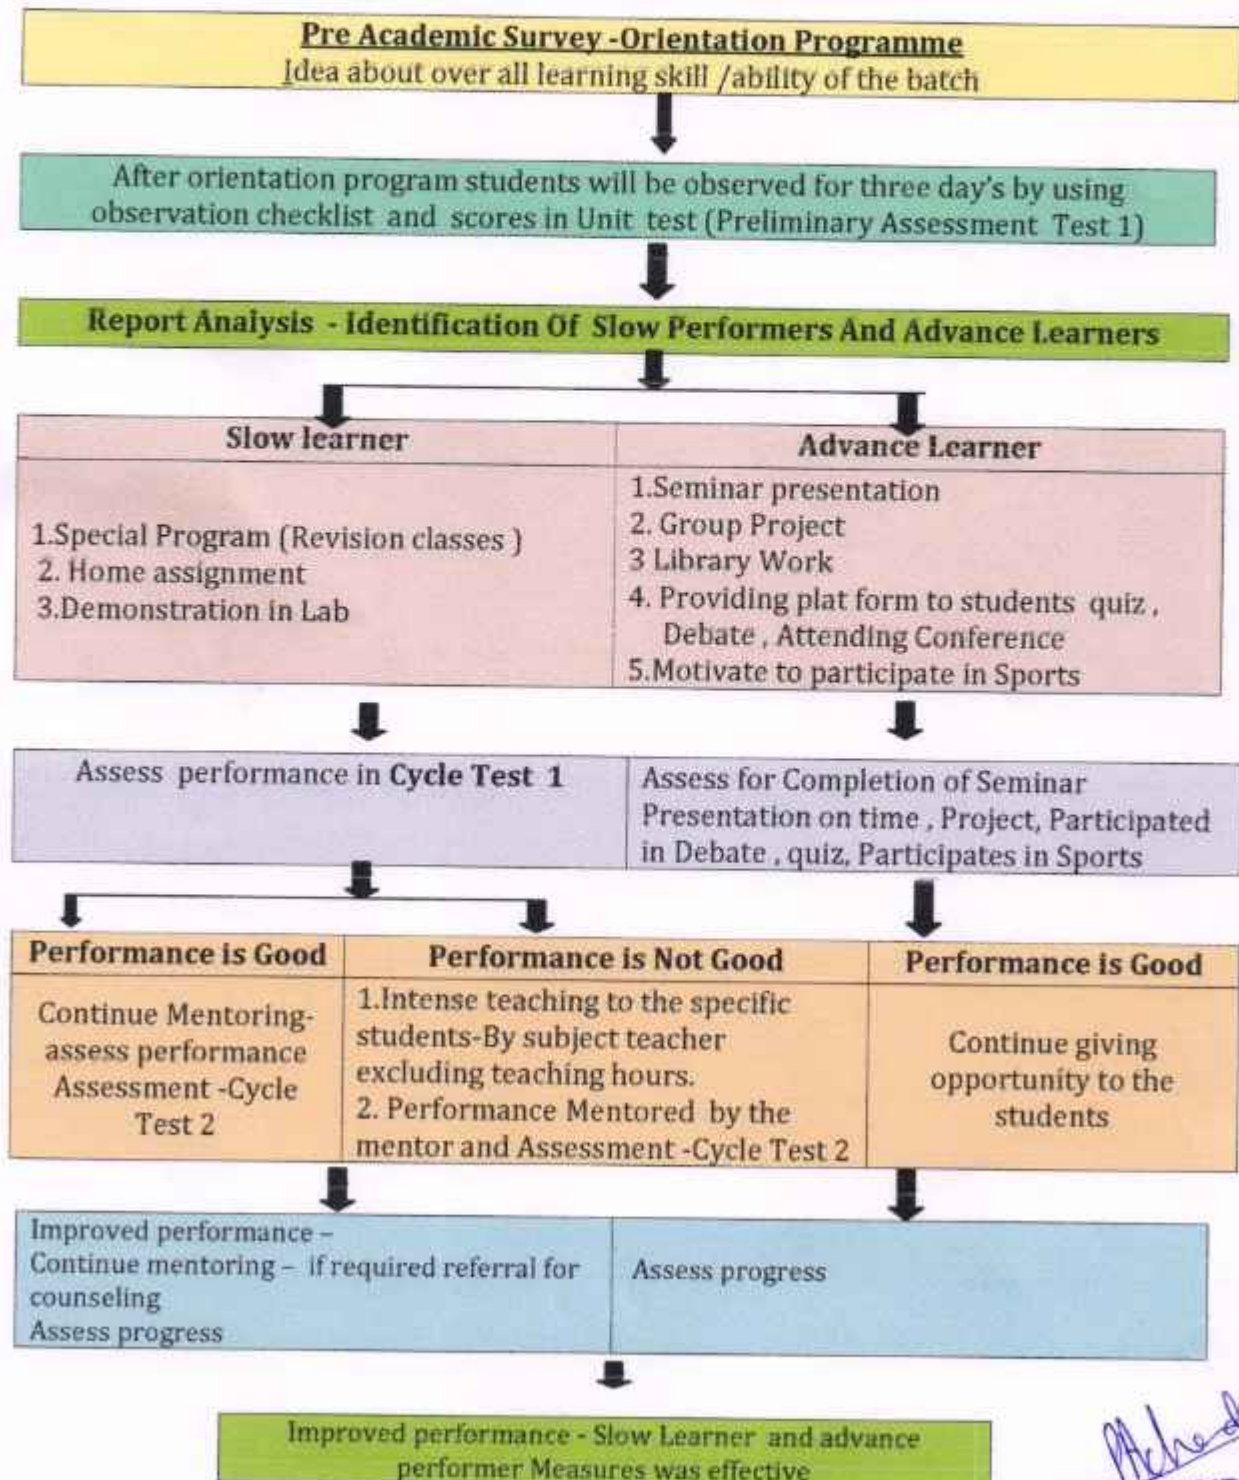 Pre Academic Survey -Orientation Programme
Idea about over all learning skill /ability of the batch
After orientation program students will be observed for three day's by using
observation checklist and scores in Unit test (Preliminary Assessment Test 1)
Report Analysis - Identification Of Slow Performers And Advance Learners
Slow learner
1.Special Program (Revision classes )
2. Home assignment
3.Demonstration in Lab
Advance Learner
1.Seminar presentation
2. Group Project
3 Library Work
4. Providing plat form to students quiz ,
Debate , Attending Conference
5.Motivate to participate in Sports
Assess performance in Cycle Test 1
Assess for Completion of Seminar
Presentation on time , Project, Participated
in Debate , quiz, Participates in Sports
Performance is Good
Continue Mentoring-
assess performance
Assessment -Cycle
Test 2
Performance is Not Good
1.Intense teaching to the specific
students-By subject teacher
excluding teaching hours.
2. Performance Mentored by the
mentor and Assessment -Cycle Test 2
Performance is Good
Continue giving
opportunity to the
students
Improved performance –
Continue mentoring – if required referral for
counseling
Assess progress
Assess progress
Improved performance - Slow Learner and advance
performer Measures was effective